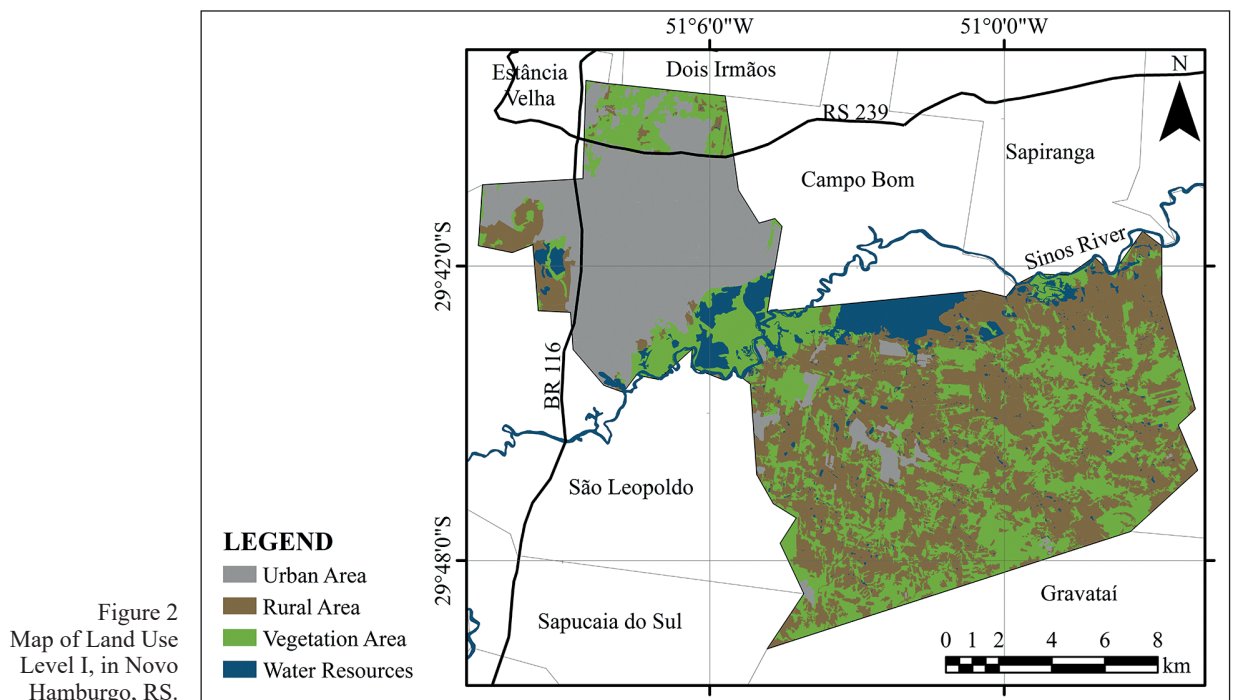 51°6'0"W
51°0'0"W
Estância
Velha
Dois Irmãos
N
RS 239
Sapiranga
Campo Bom
Sinos River
29°42'0"S
BR 116
São Leopoldo
29°48'0"S
Sapucaia do Sul
Gravataí
0 1 2 4 6 8
km
LEGEND
Urban Area
Rural Area
Vegetation Area
Water Resources
Figure 2
Map of Land Use
Level I, in Novo
Hamburgo, RS.